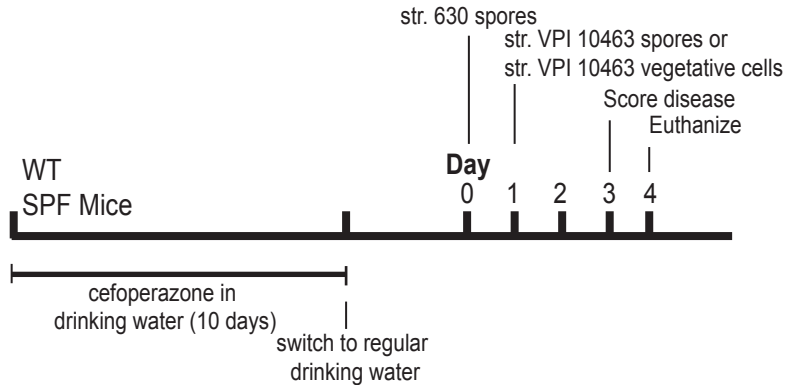 str. 630 spores
str. VPI 10463 spores or
str. VPI 10463 vegetative cells
Score disease
Euthanize
WT
SPF Mice
Day
0 1 2 3 4
cefoperazone in
drinking water (10 days)
switch to regular
drinking water